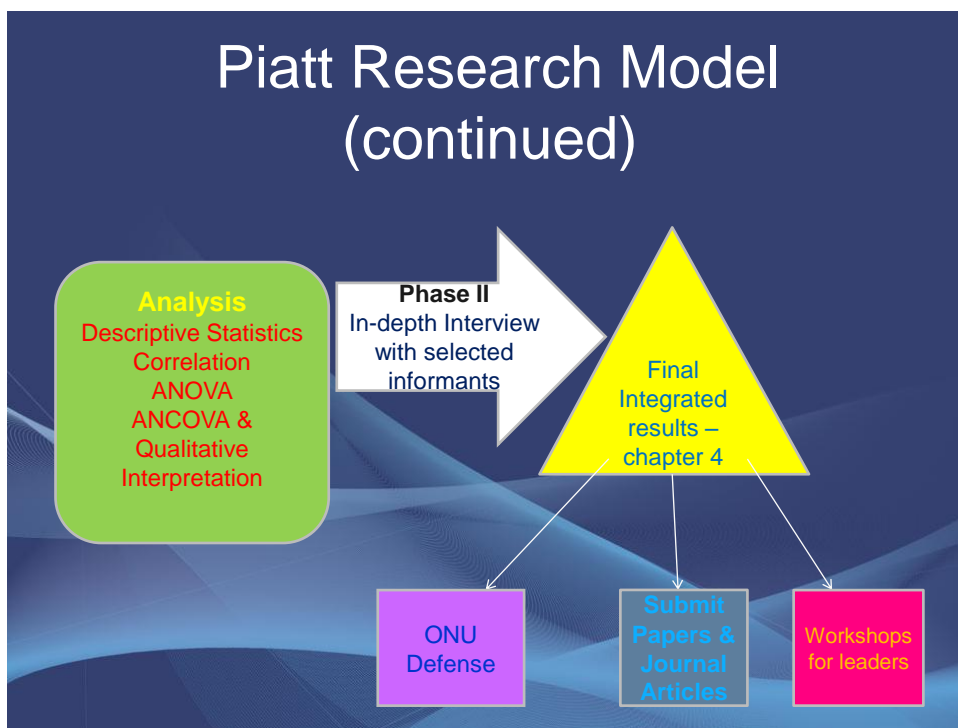 Piatt Research Model
(continued)
Analysis
Descriptive Statistics
Correlation
ANOVA
ANCOVA &
Qualitative
Interpretation
Phase II
In-depth Interview
with selected
informants
Final
Integrated
results –
chapter 4
ONU
Defense
Submit
Papers &
Journal
Articles
Workshops
for leaders